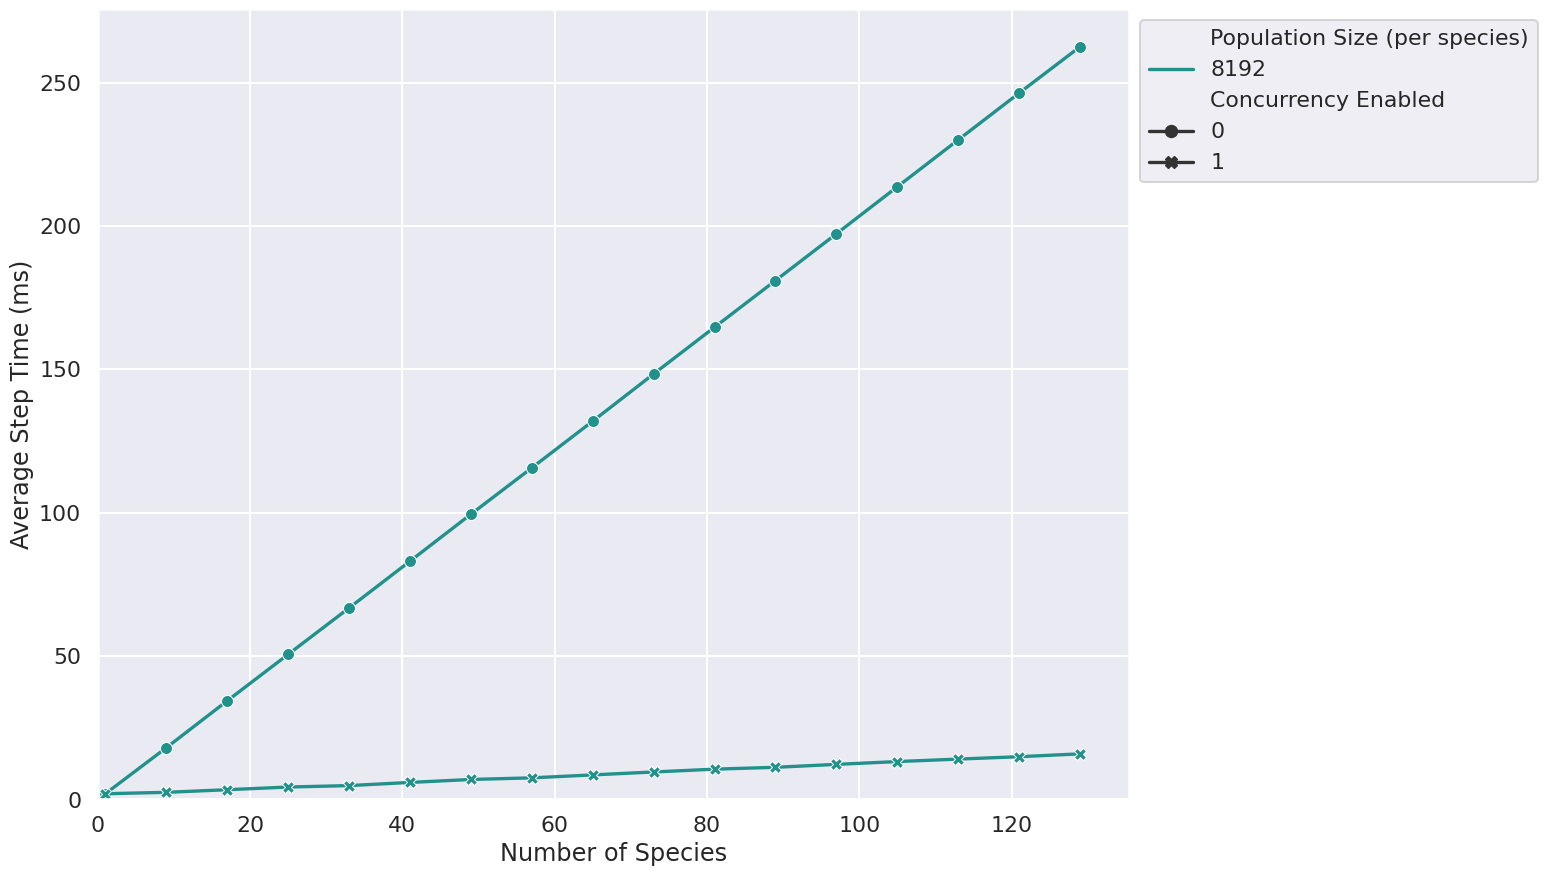 250
200
150
100
50
0
Average Step Time (ms)
0 20 40 60 80 100 120
Number of Species
Population Size (per species)
8192
Concurrency Enabled
0
1